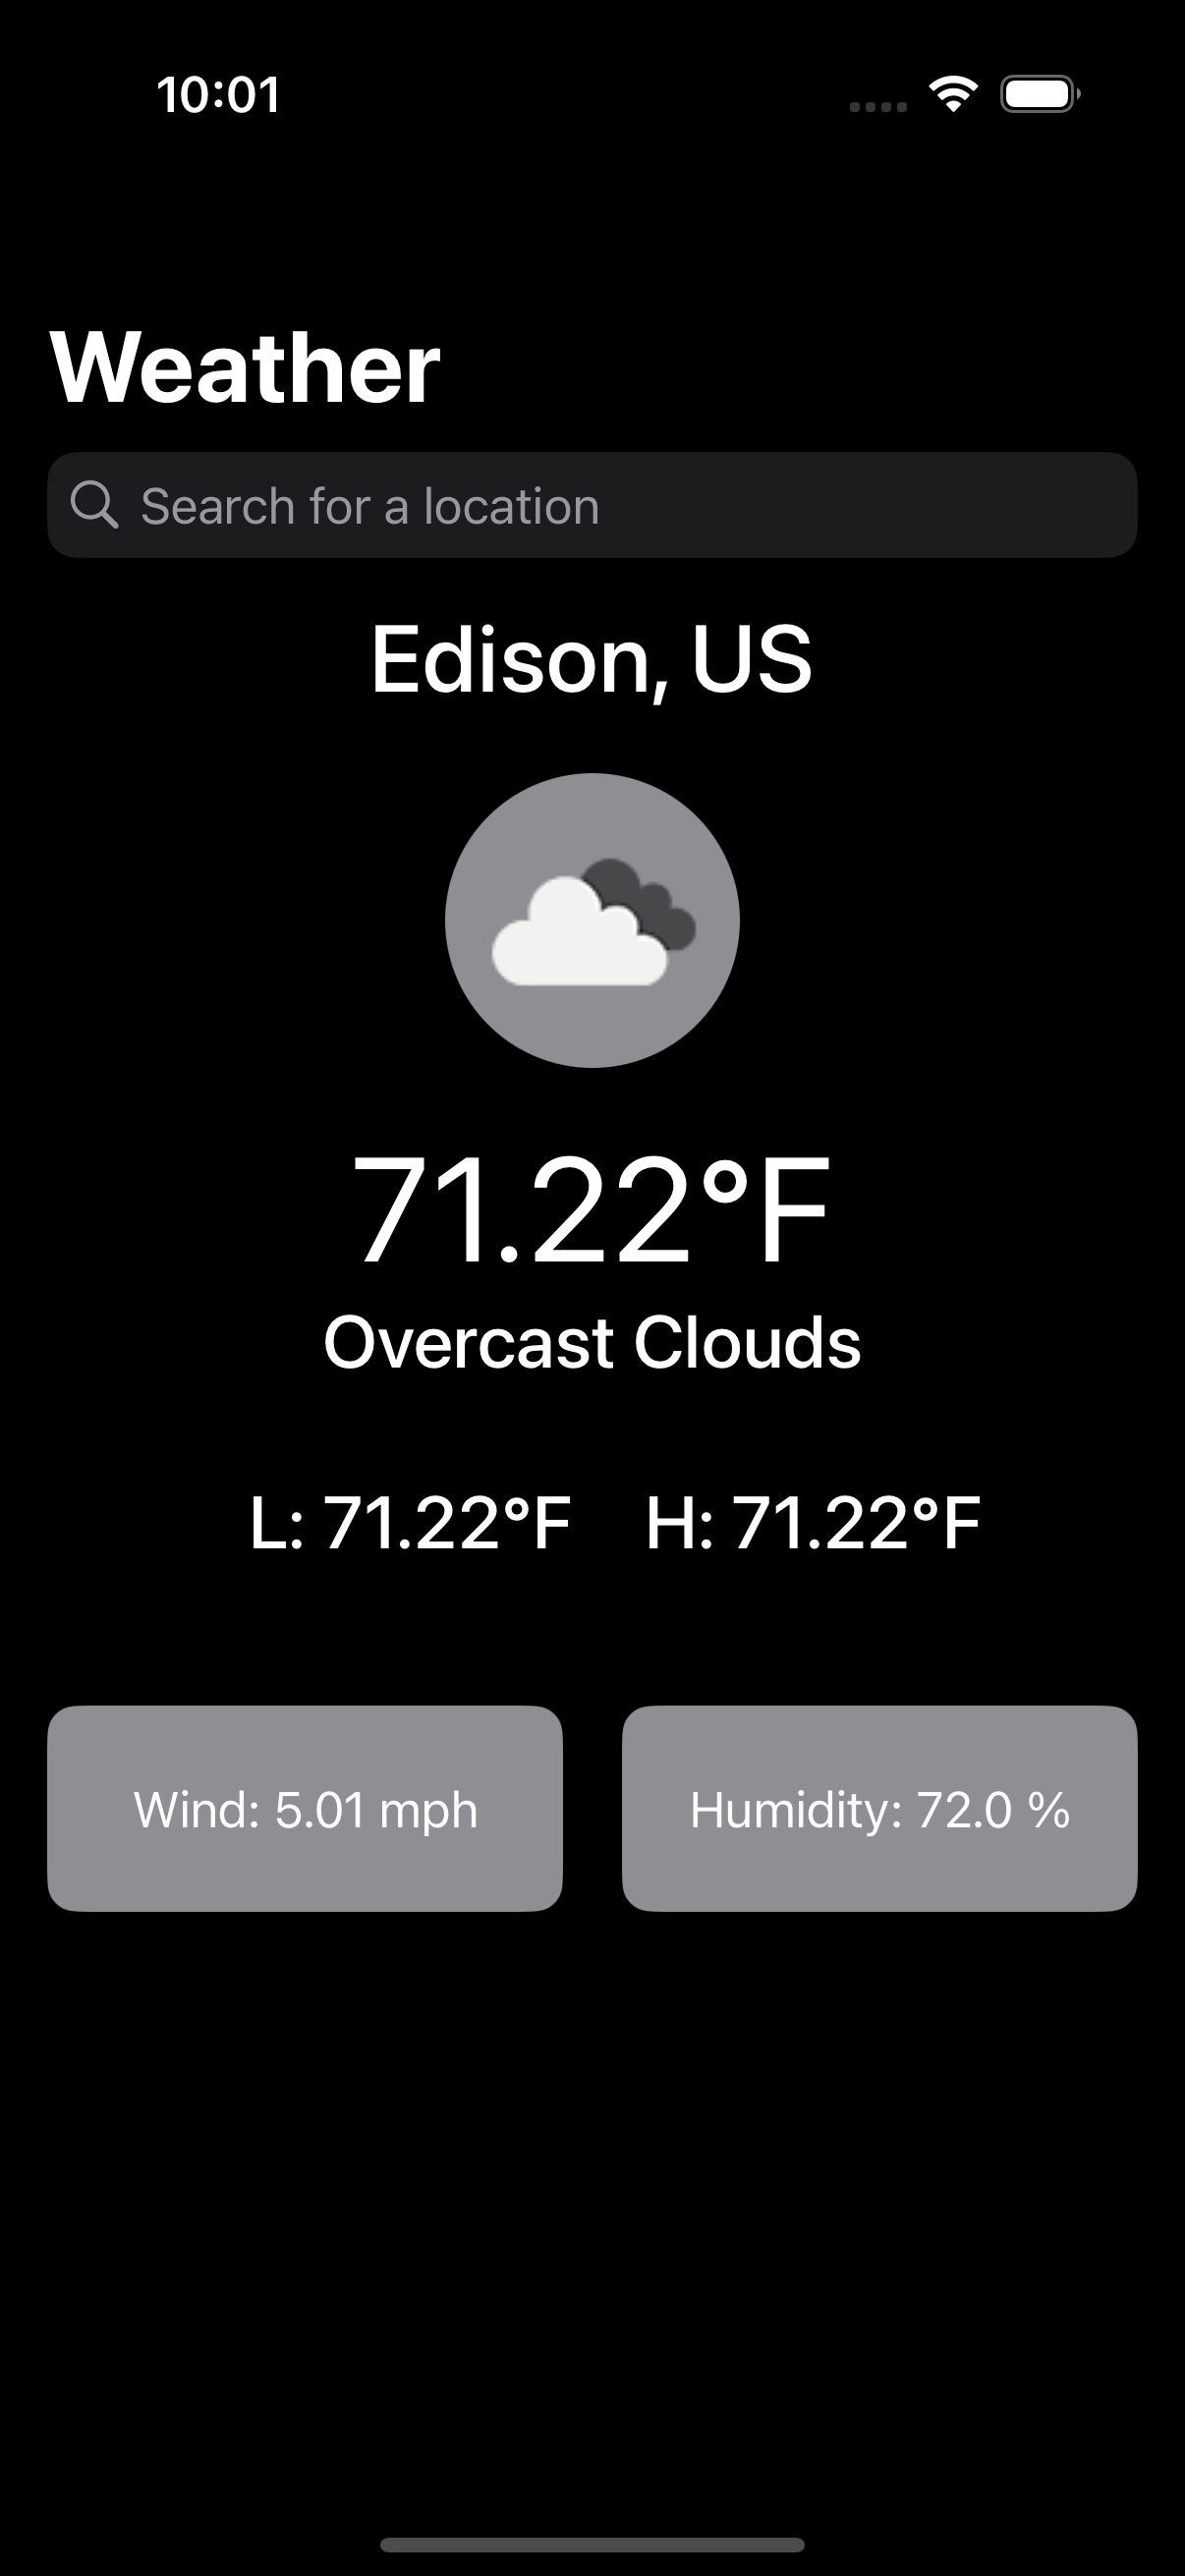 10:01
Weather
Search for a location
Edison, US
71.22°F
Overcast Clouds
L: 71.22°F H: 71.22°F
Wind: 5.01 mph Humidity: 72.0 %